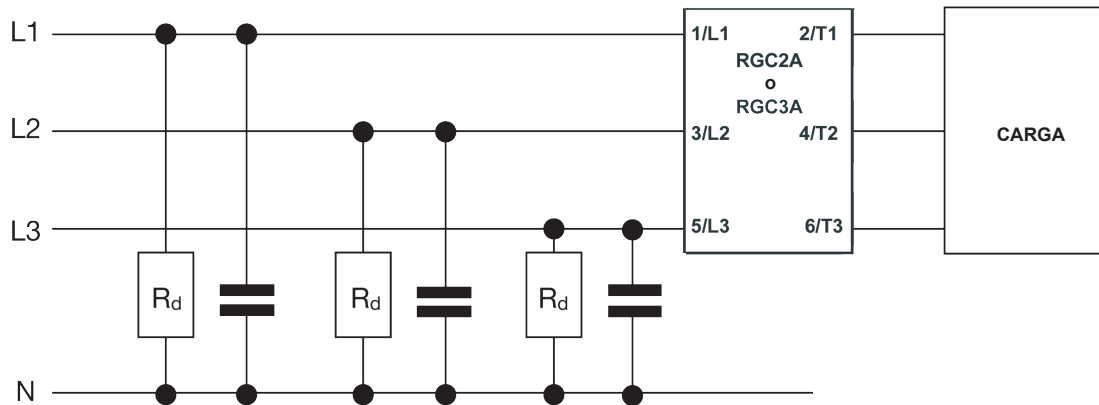 L1
1/L1 2/T1
RGC2A
o
RGC3A
L2
3/L2 4/T2
CARGA
L3
5/L3 6/T3
Rd Rd Rd
N